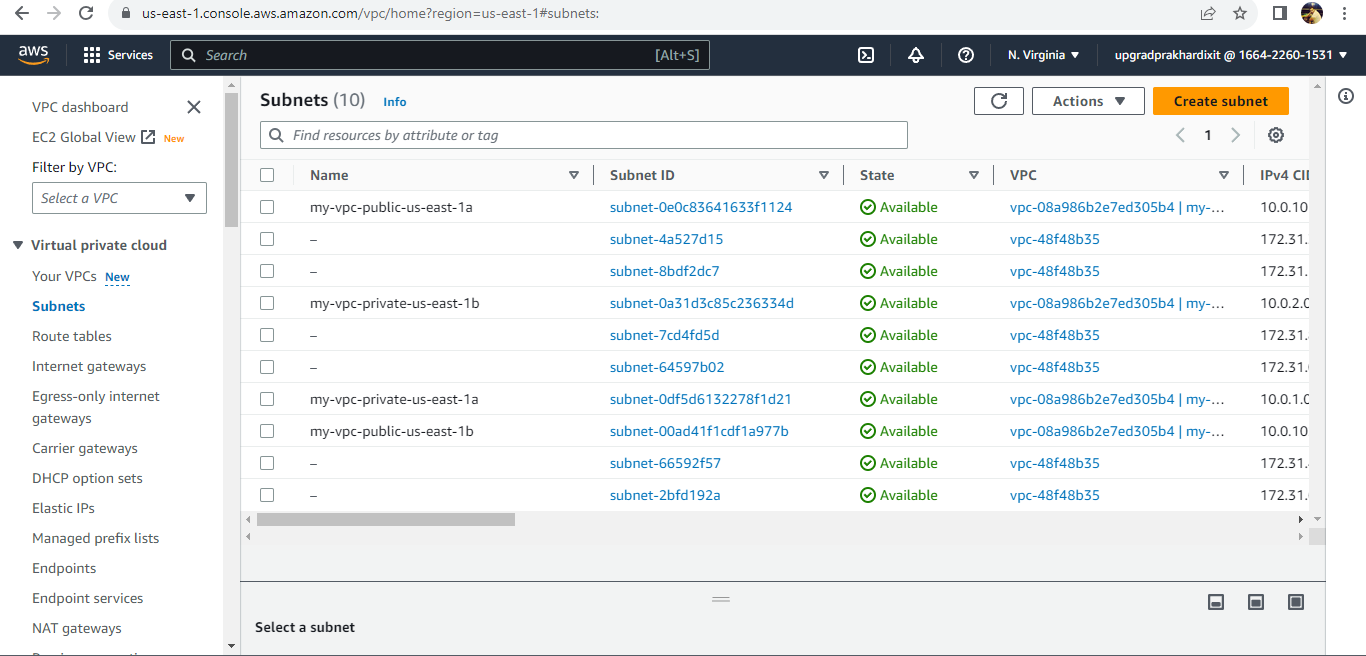 us-east-1.console.aws.amazon.com/vpc/home?region=us-east-1#subnets:
aws Services Search [Alt+S] N. Virginia upgradprakhardixit @ 1664-2260-1531
VPC dashboard
EC2 Global View New
Filter by VPC:
Select a VPC
Virtual private cloud
Your VPCs New
Subnets
Route tables
Internet gateways
Egress-only internet
gateways
Carrier gateways
DHCP option sets
Elastic IPs
Managed prefix lists
Endpoints
Endpoint services
NAT gateways
Subnets (10) Info Actions Create subnet
Find resources by attribute or tag 1
Name Subnet ID State VPC IPv4 CI
my-vpc-public-us-east-1a subnet-0e0c83641633f1124 Available vpc-08a986b2e7ed305b4 | my-... 10.0.10
– subnet-4a527d15 Available vpc-48f48b35 172.31.
– subnet-8bdf2dc7 Available vpc-48f48b35 172.31.
my-vpc-private-us-east-1b subnet-0a31d3c85c236334d Available vpc-08a986b2e7ed305b4 | my-... 10.0.2.0
– subnet-7cd4fd5d Available vpc-48f48b35 172.31.
– subnet-64597b02 Available vpc-48f48b35 172.31.
my-vpc-private-us-east-1a subnet-0df5d6132278f1d21 Available vpc-08a986b2e7ed305b4 | my-... 10.0.1.0
my-vpc-public-us-east-1b subnet-00ad41f1cdf1a977b Available vpc-08a986b2e7ed305b4 | my-... 10.0.10
– subnet-66592f57 Available vpc-48f48b35 172.31.
– subnet-2bfd192a Available vpc-48f48b35 172.31.
Select a subnet